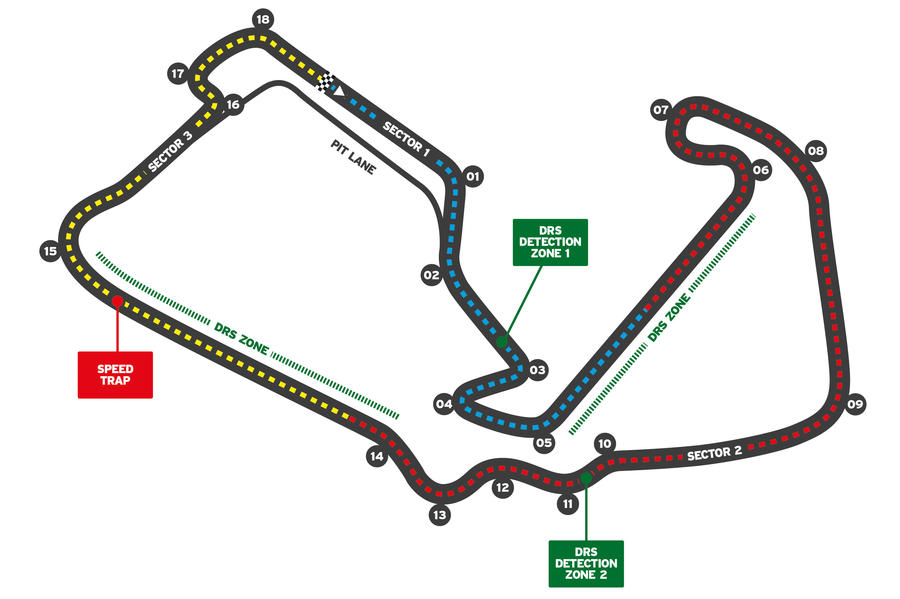 18
17
16
SECTOR 3
SECTOR 1
PIT LANE
01
02
15
DRS
DETECTION
ZONE 1
07
08
06
DRS ZONE
DRS ZONE
SPEED
TRAP
03
04
05
09
10
SECTOR 2
14
13
12
11
DRS
DETECTION
ZONE 2